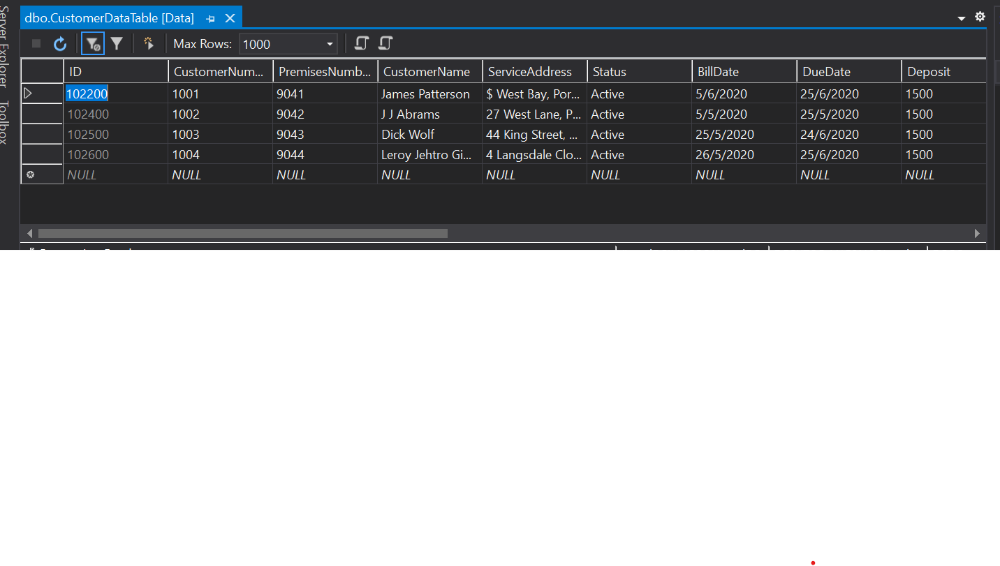 Server Explorer
Toolbox
dbo.CustomerDataTable [Data]
Max Rows: 1000
ID CustomerNum... PremisesNumb... CustomerName ServiceAddress Status BillDate DueDate Deposit
102200 1001 9041 James Patterson $ West Bay, Por... Active 5/6/2020 25/6/2020 1500
102400 1002 9042 J J Abrams 27 West Lane, P... Active 5/5/2020 25/5/2020 1500
102500 1003 9043 Dick Wolf 44 King Street, ... Active 25/5/2020 24/6/2020 1500
102600 1004 9044 Leroy Jehtro Gi... 4 Langsdale Clo... Active 26/5/2020 25/6/2020 1500
NULL NULL NULL NULL NULL NULL NULL NULL NULL